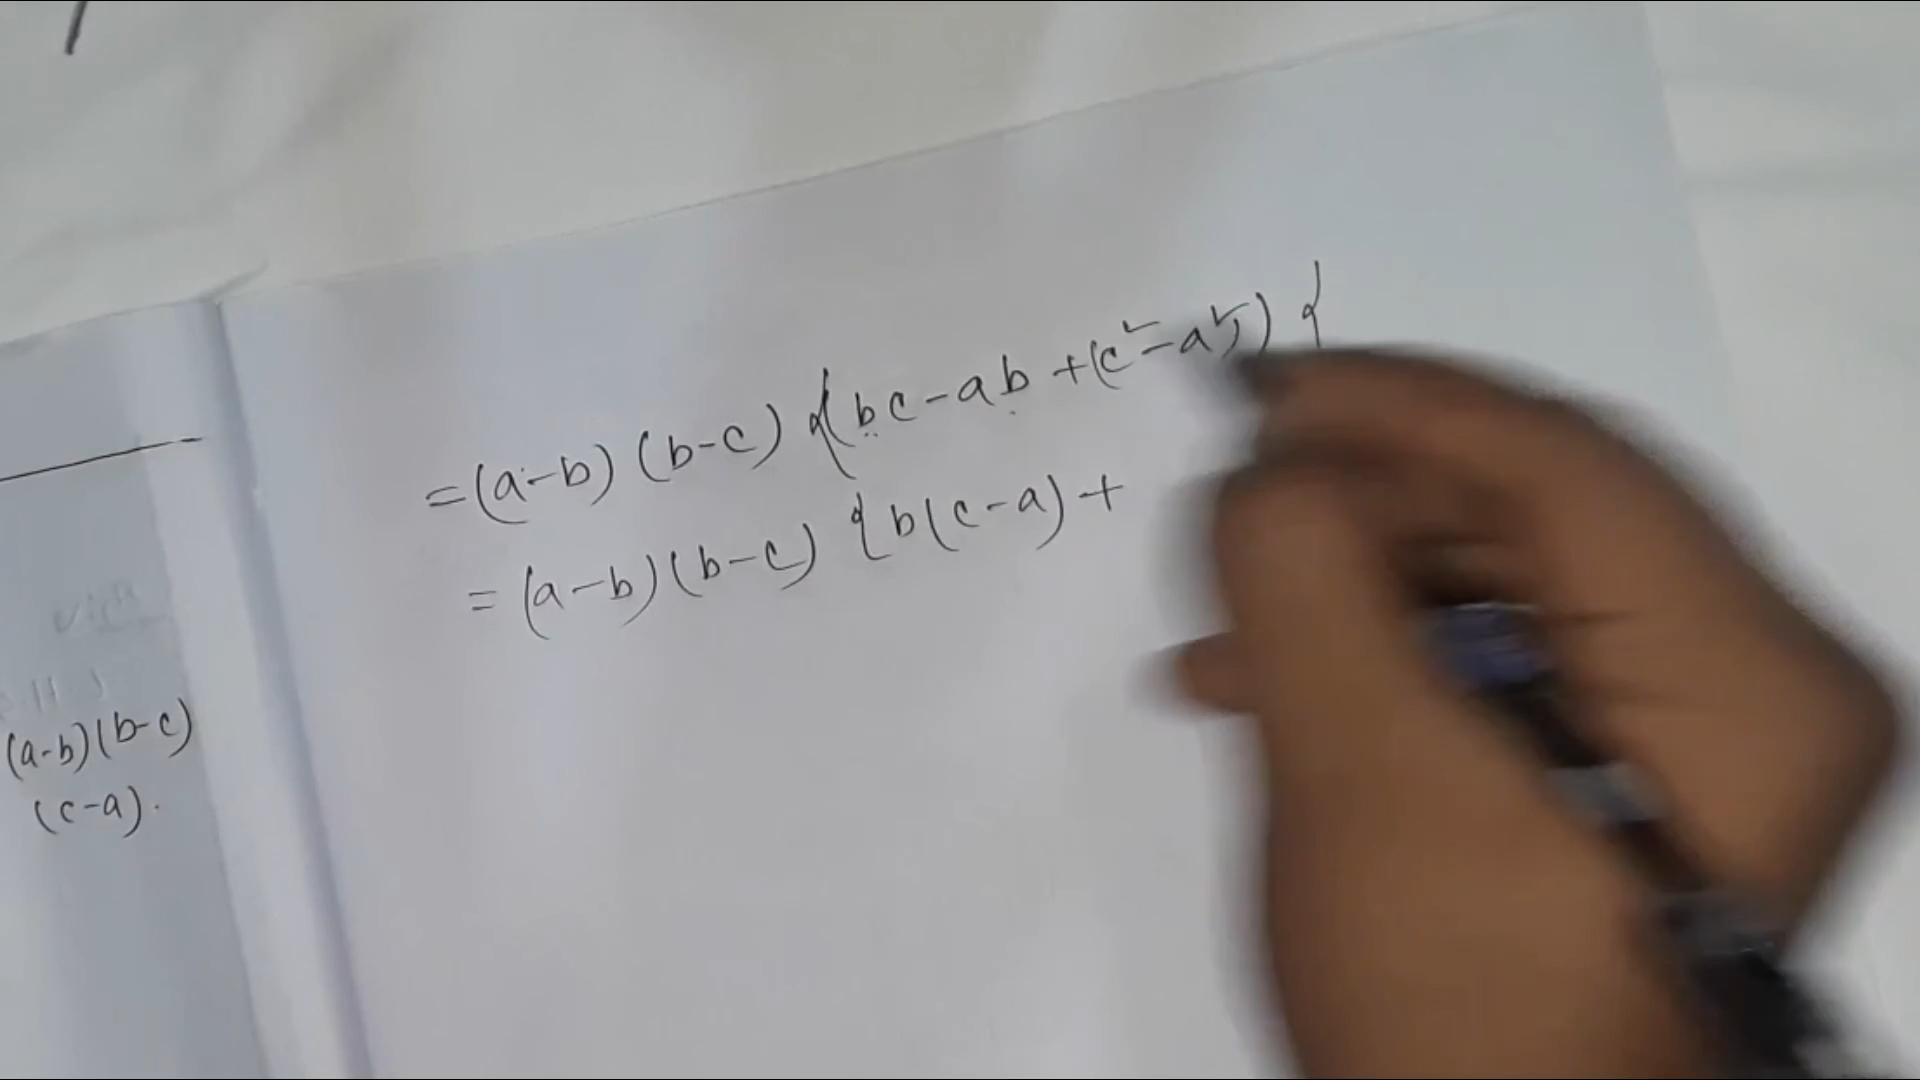 (a-b)(b-c)
(c-a).
=(a-b) (b-c) {bc-ab +(c²-a²) }
= (a-b)(b-c) {b(c-a) +